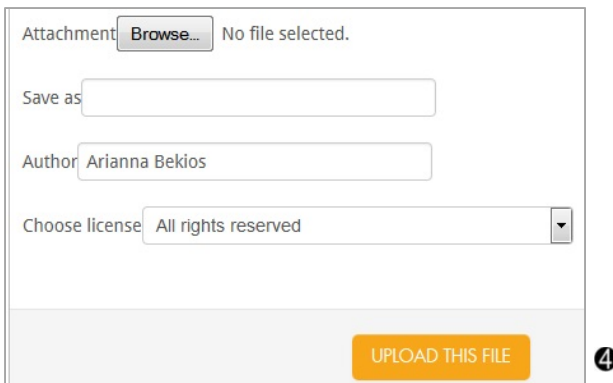 Attachment Browse... No file selected.
Save as
Author Arianna Bekios
Choose license All rights reserved
UPLOAD THIS FILE
4